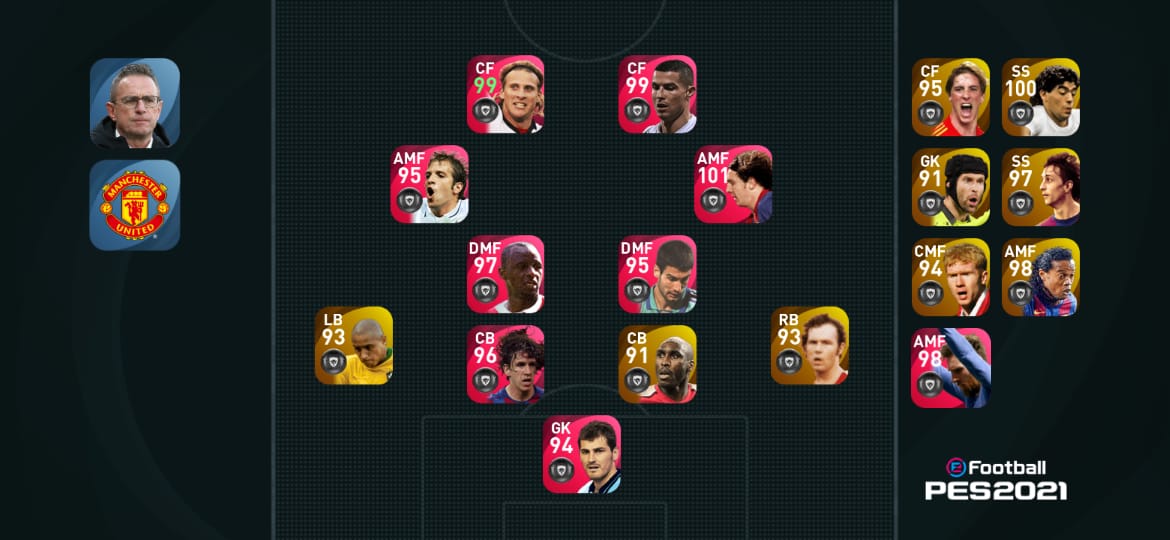 MANCHESTER
UNITED
CF
99
CF
99
AMF
95
AMF
101
DMF
97
DMF
95
LB
93
CB
96
CB
91
RB
93
GK
94
CF
95
SS
100
GK
91
SS
97
CMF
94
AMF
98
AMF
98
eFootball
PES2021